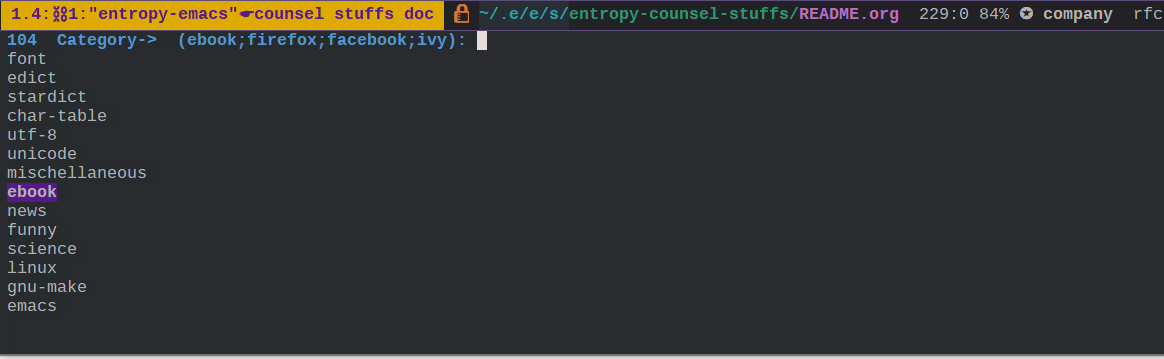 1.4:⛓1:"entropy-emacs"☛counsel stuffs doc ~/.e/e/s/entropy-counsel-stuffs/README.org 229:0 84% ✪ company rfc
104 Category-> (ebook;firefox;facebook;ivy):
font
edict
stardict
char-table
utf-8
unicode
mischellaneous
ebook
news
funny
science
linux
gnu-make
emacs